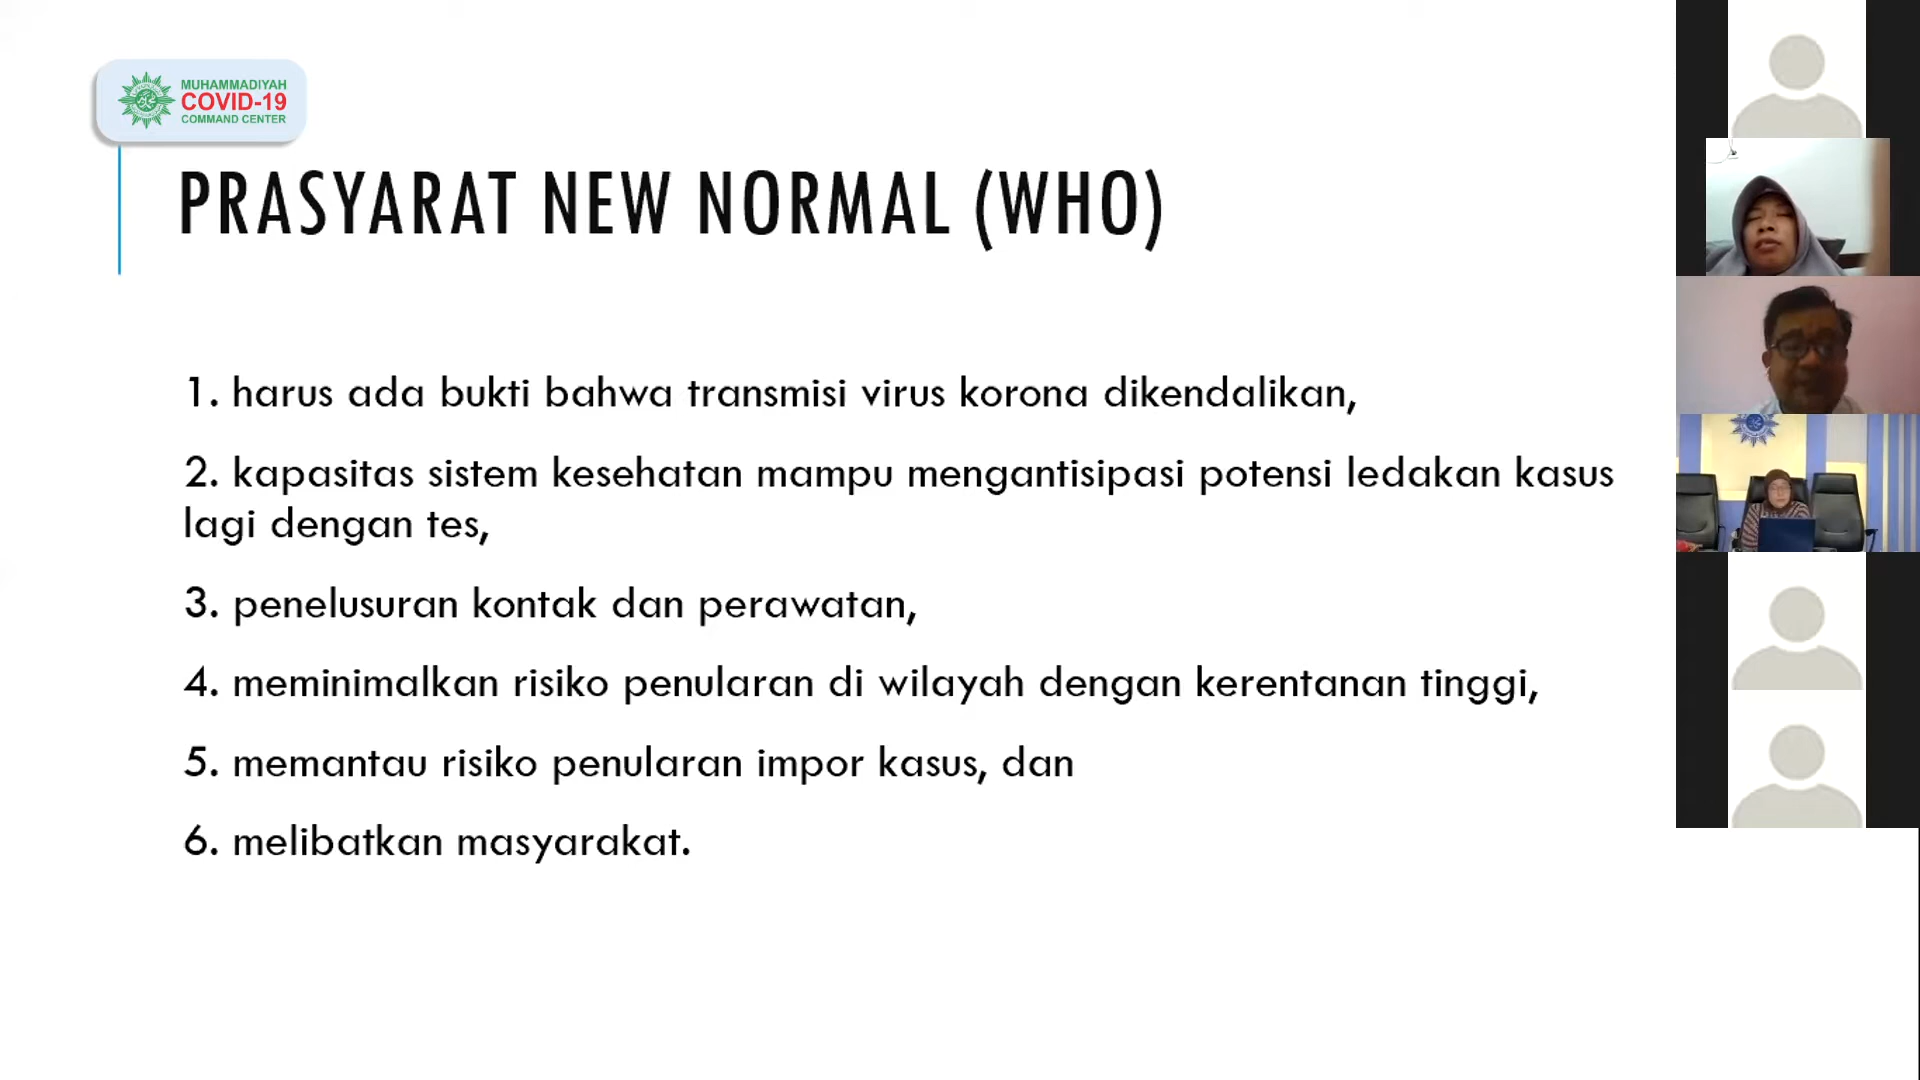 MUHAMMADIYAH
COVID-19
COMMAND CENTER
PRASYARAT NEW NORMAL (WHO)
1. harus ada bukti bahwa transmisi virus korona dikendalikan,
2. kapasitas sistem kesehatan mampu mengantisipasi potensi ledakan kasus
lagi dengan tes,
3. penelusuran kontak dan perawatan,
4. meminimalkan risiko penularan di wilayah dengan kerentanan tinggi,
5. memantau risiko penularan impor kasus, dan
6. melibatkan masyarakat.